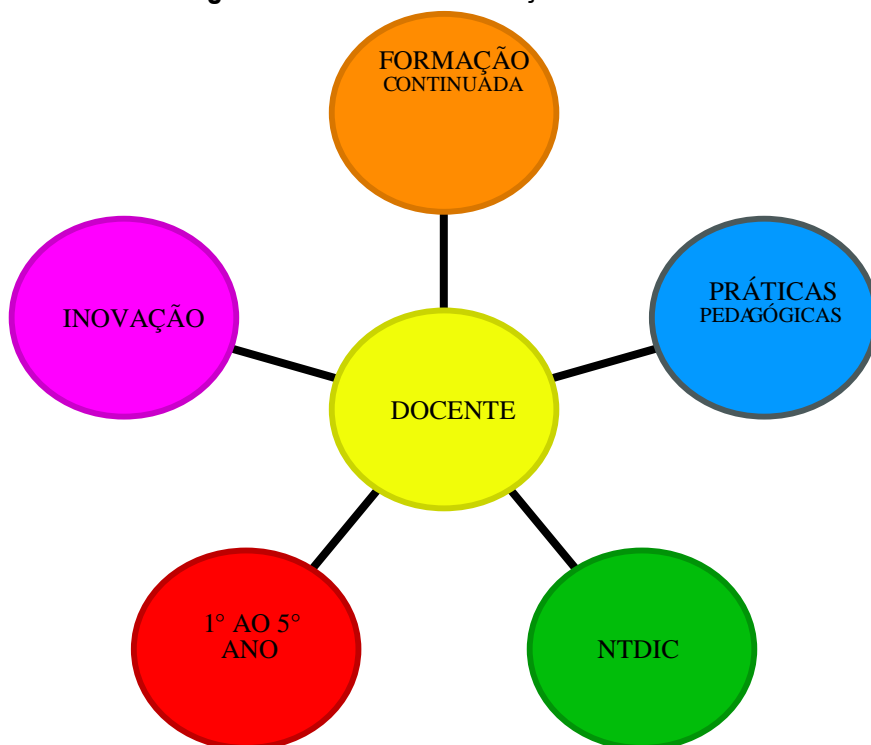 FORMAÇÃO
CONTINUADA
PRÁTICAS
PEDAGÓGICAS
INOVAÇÃO
DOCENTE
1° AO 5°
ANO
NTDIC